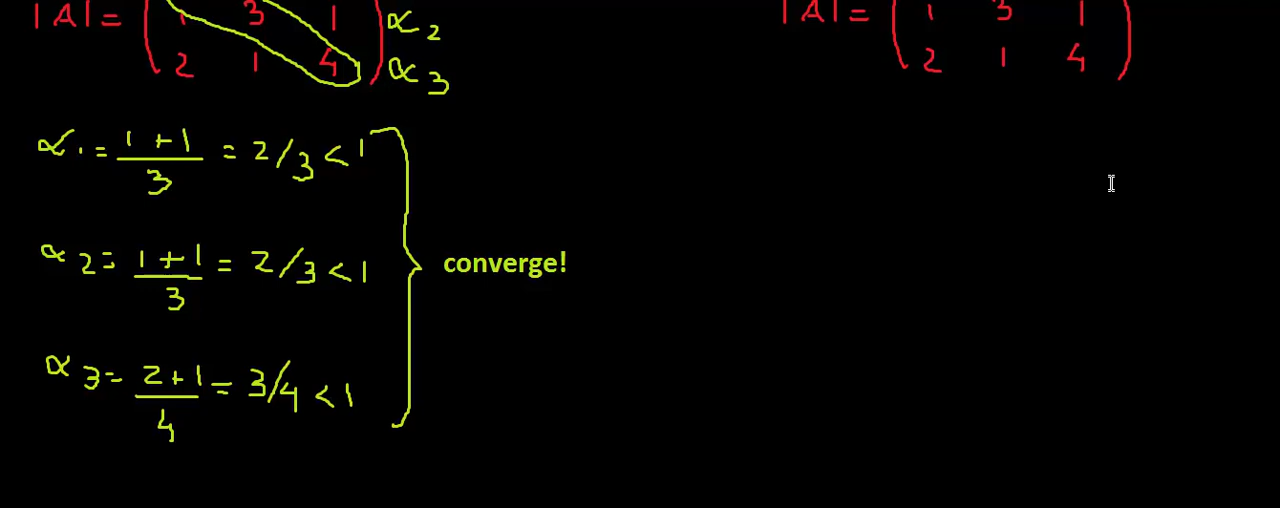 |A| = ( 1 3 1 ) α2
2 1 4 α3
α1 = 1+1/3 = 2/3 < 1
α2 = 1+1/3 = 2/3 < 1
α3 = 2+1/4 = 3/4 < 1
converge!
|A| = ( 1 3 1 )
2 1 4